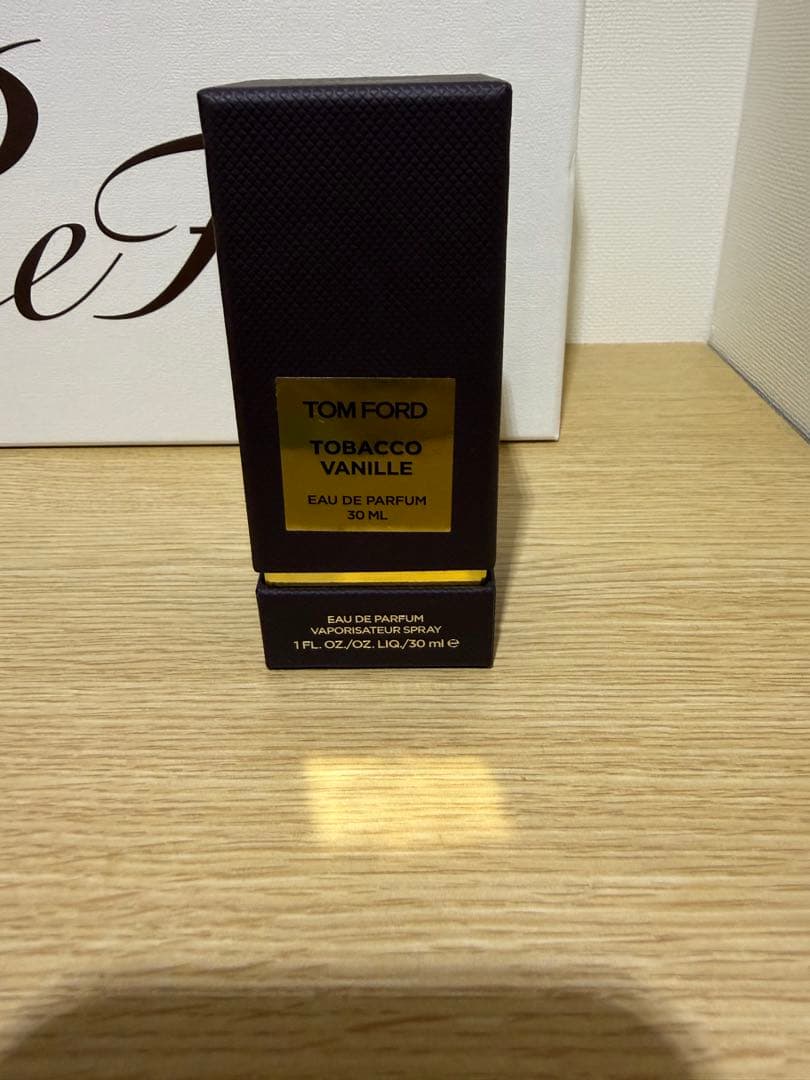 TOM FORD
TOBACCO
VANILLE
EAU DE PARFUM
30 ML
EAU DE PARFUM
VAPORISATEUR SPRAY
1 FL. OZ./OZ. LIQ./30 ml ℮